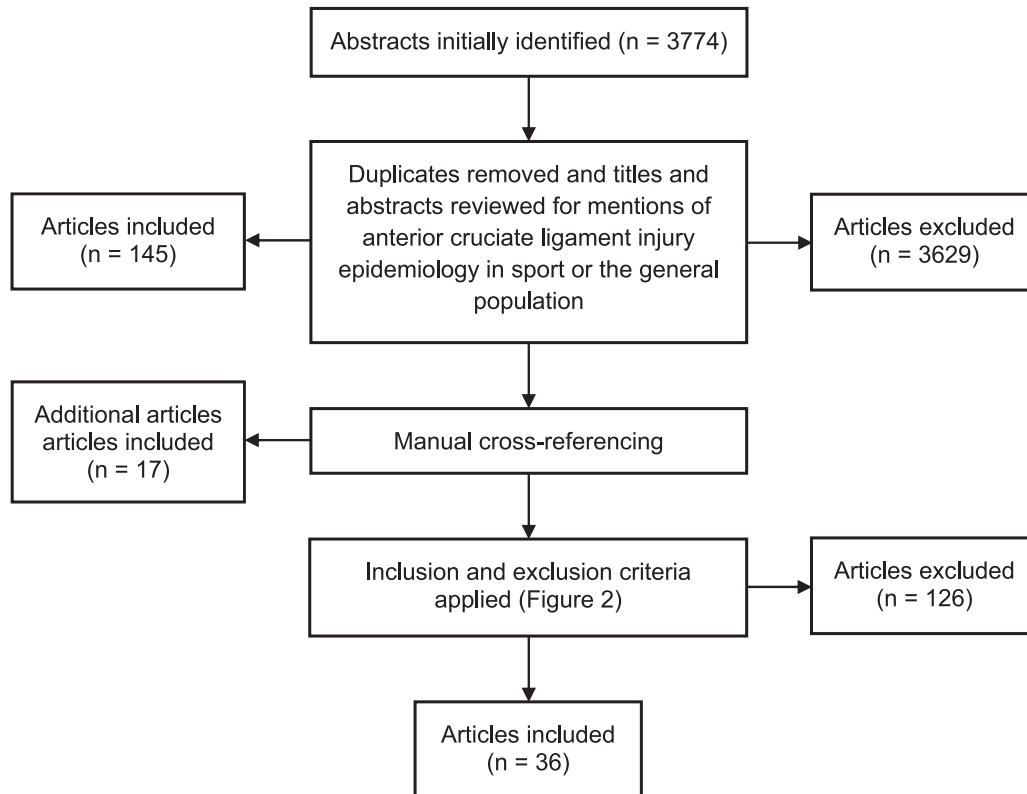 Abstracts initially identified (n = 3774)
Duplicates removed and titles and
abstracts reviewed for mentions of
anterior cruciate ligament injury
epidemiology in sport or the general
population
Articles included
(n = 145)
Articles excluded
(n = 3629)
Manual cross-referencing
Additional articles
articles included
(n = 17)
Inclusion and exclusion criteria
applied (Figure 2)
Articles excluded
(n = 126)
Articles included
(n = 36)